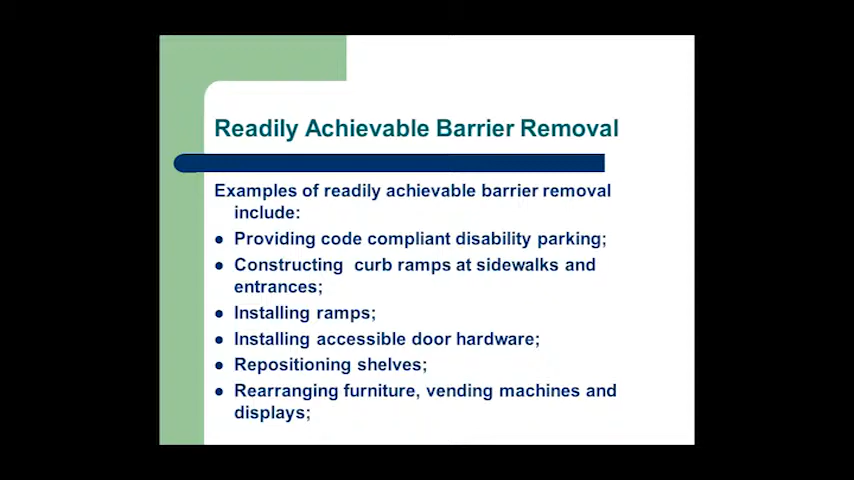 Readily Achievable Barrier Removal
Examples of readily achievable barrier removal
include:
● Providing code compliant disability parking;
● Constructing  curb ramps at sidewalks and
entrances;
● Installing ramps;
● Installing accessible door hardware;
● Repositioning shelves;
● Rearranging furniture, vending machines and
displays;